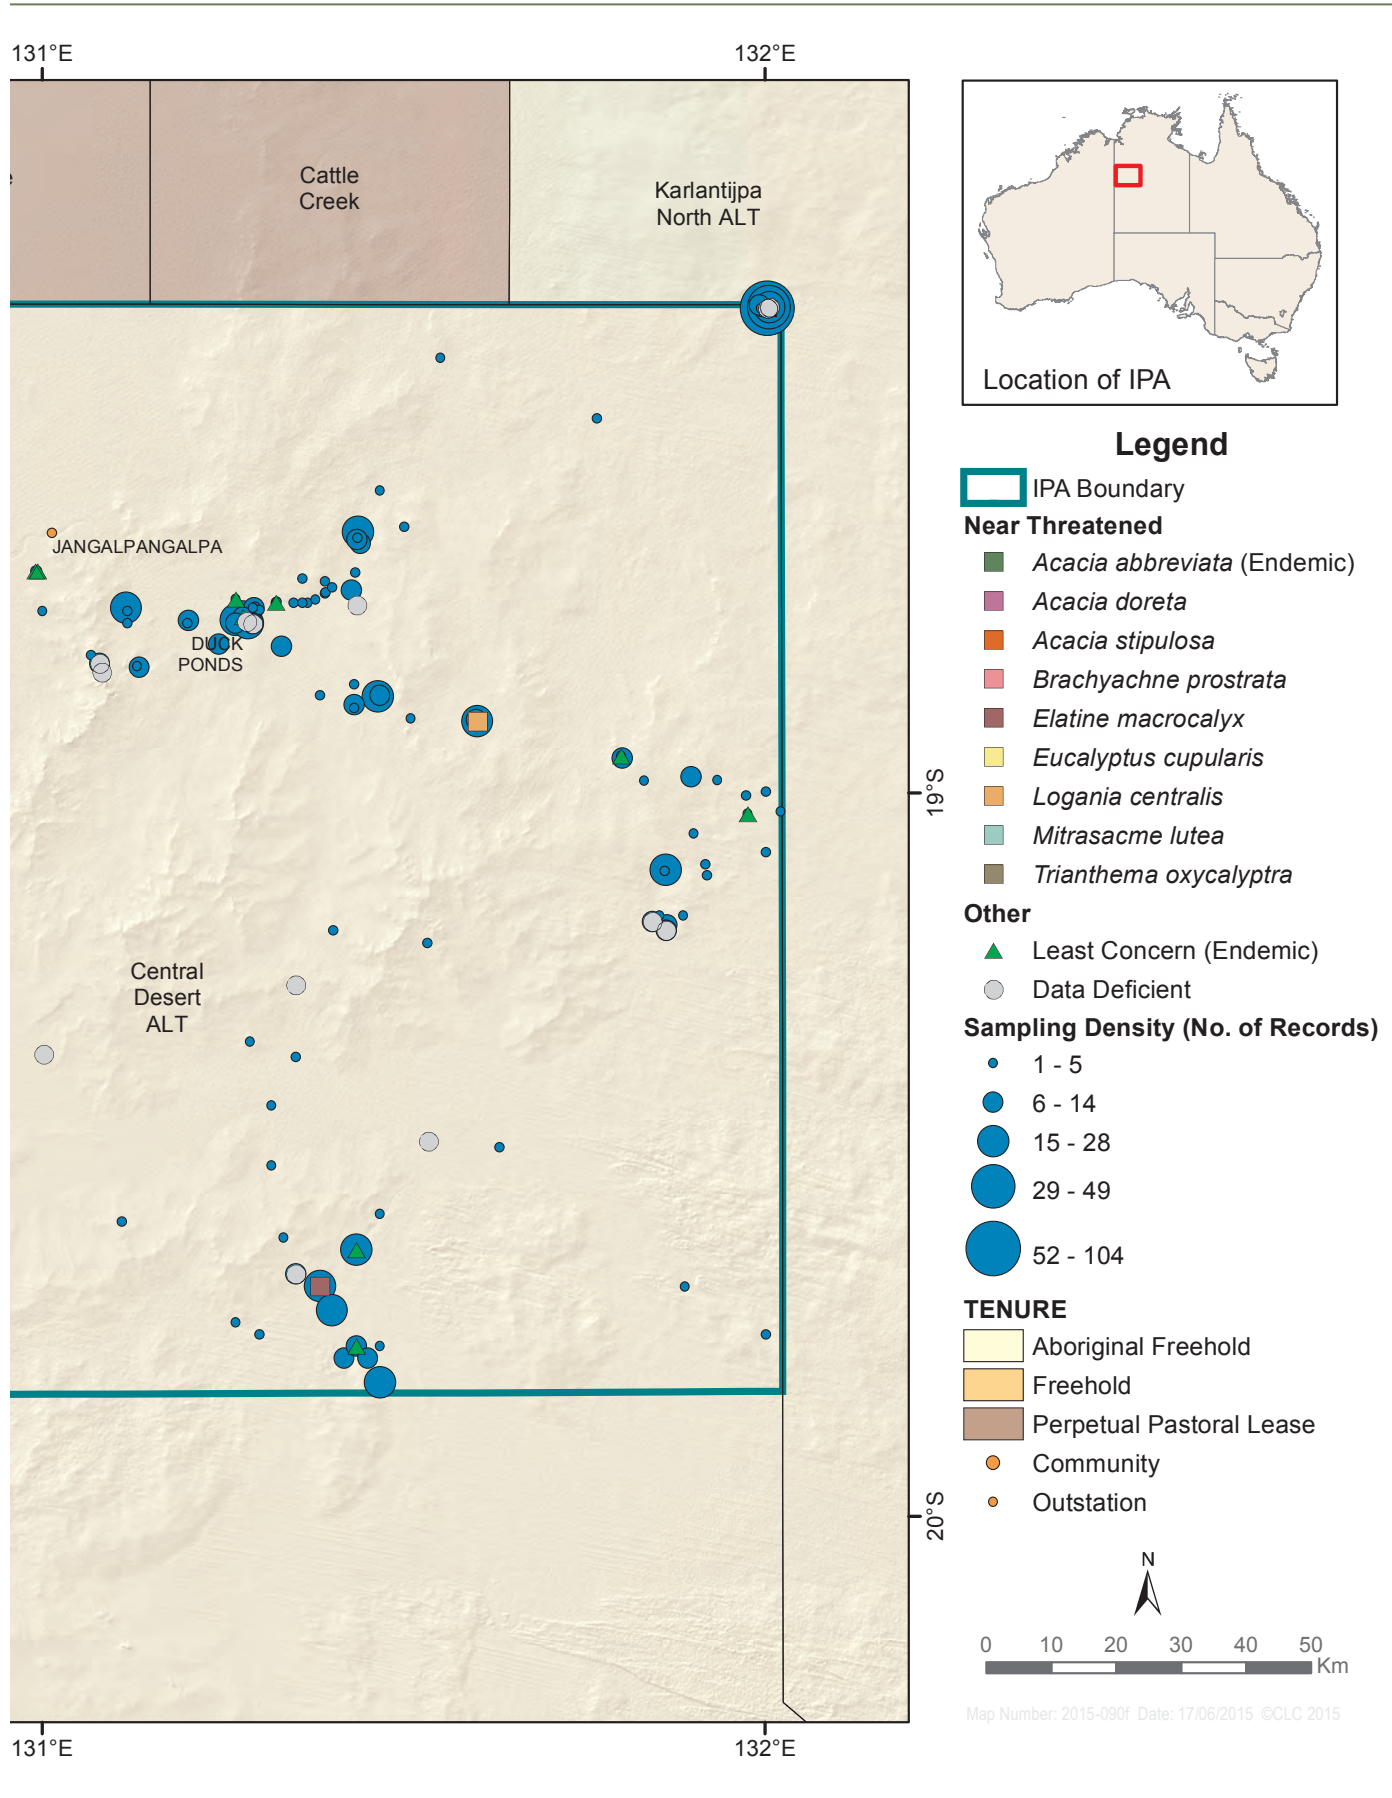 131°E
132°E
Cattle
Creek
Karlantijpa
North ALT
JANGALPANGALPA
DUCK
PONDS
Central
Desert
ALT
19°S
20°S
131°E
132°E
Location of IPA
Legend
IPA Boundary
Near Threatened
Acacia abbreviata (Endemic)
Acacia doreta
Acacia stipulosa
Brachyachne prostrata
Elatine macrocalyx
Eucalyptus cupularis
Logania centralis
Mitrasacme lutea
Trianthema oxycalyptra
Other
Least Concern (Endemic)
Data Deficient
Sampling Density (No. of Records)
1 - 5
6 - 14
15 - 28
29 - 49
52 - 104
TENURE
Aboriginal Freehold
Freehold
Perpetual Pastoral Lease
Community
Outstation
N
0 10 20 30 40 50
Km
Map Number: 2015-090f Date: 17/06/2015 ©CLC 2015